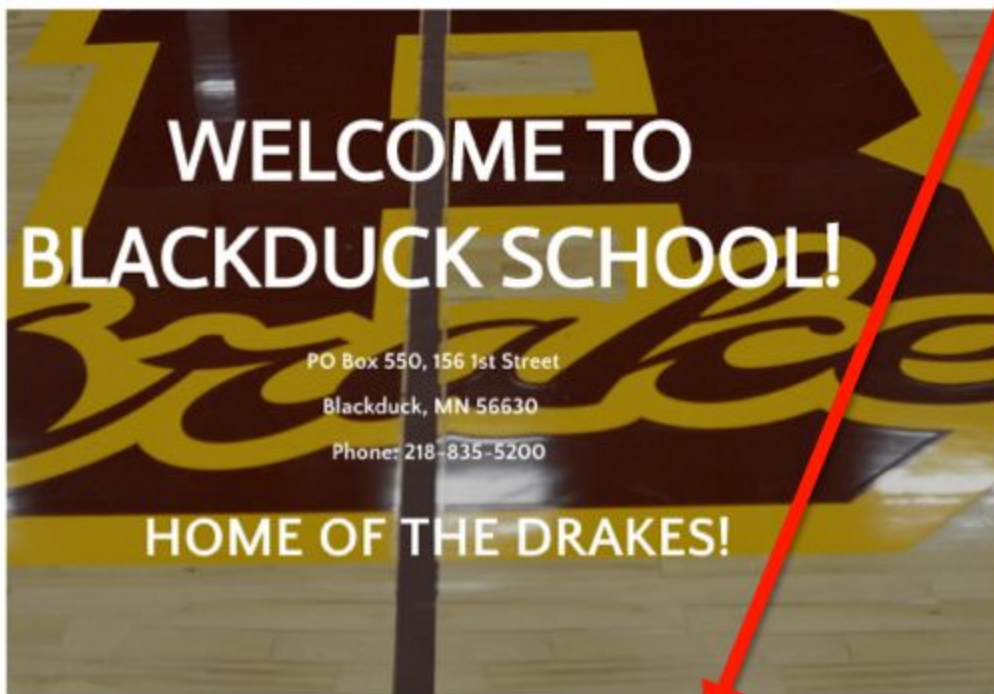 WELCOME TO
BLACKDUCK SCHOOL!
PO Box 550, 156 1st Street
Blackduck, MN 56630
Phone: 218-835-5200
HOME OF THE DRAKES!
B
Drake